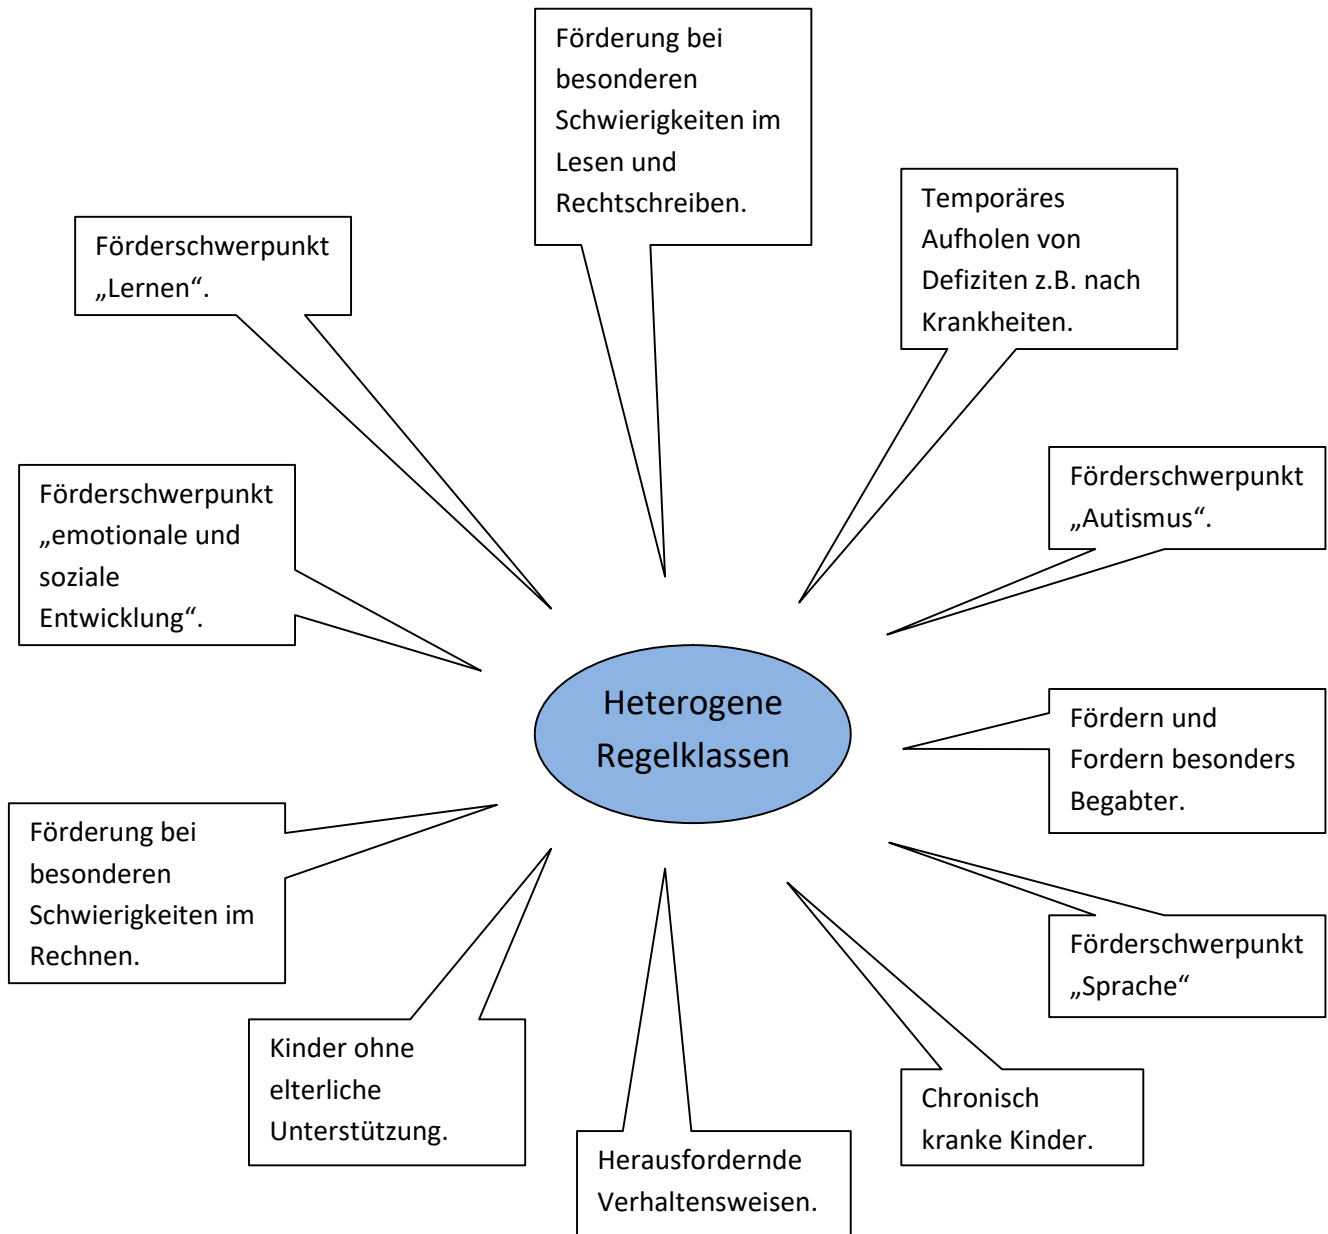 Förderung bei
besonderen
Schwierigkeiten im
Lesen und
Rechtschreiben.
Temporäres
Aufholen von
Defiziten z.B. nach
Krankheiten.
Förderschwerpunkt
„Lernen“.
Förderschwerpunkt
„Autismus“.
Förderschwerpunkt
„emotionale und
soziale
Entwicklung“.
Heterogene
Regelklassen
Fördern und
Fordern besonders
Begabter.
Förderung bei
besonderen
Schwierigkeiten im
Rechnen.
Förderschwerpunkt
„Sprache“
Kinder ohne
elterliche
Unterstützung.
Chronisch
kranke Kinder.
Herausfordernde
Verhaltensweisen.